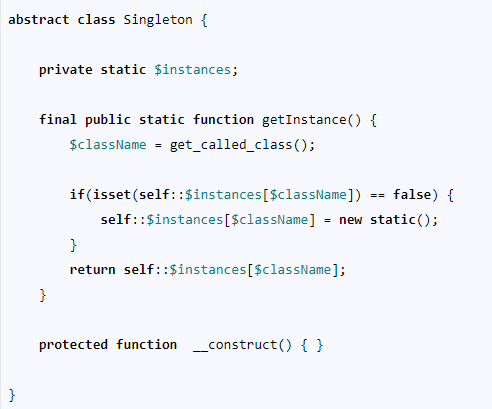 abstract class Singleton {
private static $instances;
final public static function getInstance() {
$className = get_called_class();
if(isset(self::$instances[$className]) == false) {
self::$instances[$className] = new static();
}
return self::$instances[$className];
}
protected function  __construct() { }
}